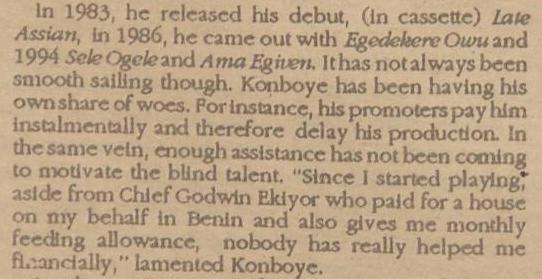 In 1983, he released his debut, (in cassette) Late
Assian, in 1986, he came out with Egedekere Owu and
1994 Sele Ogele and Ama Egiven. It has not always been
smooth sailing though. Konboye has been having his
own share of woes. For instance, his promoters pay him
instalmentally and therefore delay his production. In
the same vein, enough assistance has not been coming
to motivate the blind talent. "Since I started playing,
aside from Chief Godwin Ekiyor who paid for a house
on my behalf in Benin and also gives me monthly
feeding allowance, nobody has really helped me
financially," lamented Konboye.